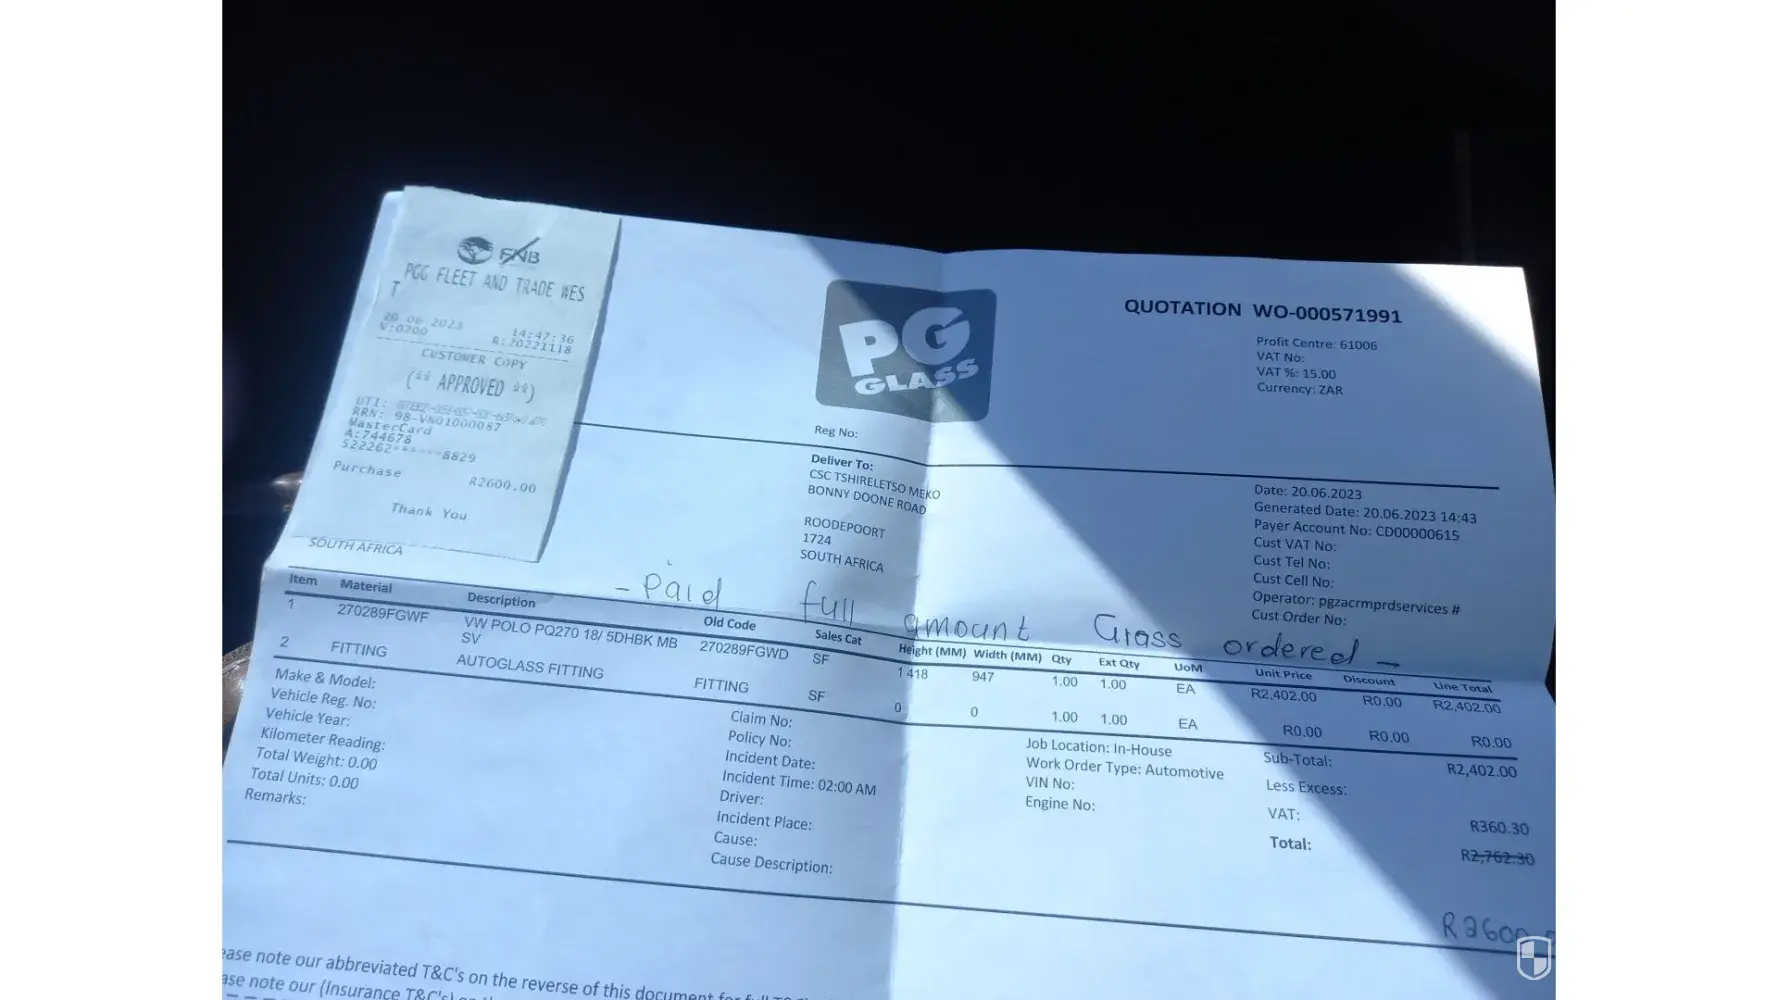 FNB
PGG FLEET AND TRADE WES
T
20.06.2023 14:47:36
V:0700 R:20221118
CUSTOMER COPY
(** APPROVED **)
UTI:
RRN: 98-VN01000087
MasterCard
A:744678
522262******8829
Purchase R2600.00
Thank You
SOUTH AFRICA
PG
GLASS
QUOTATION WO-000571991
Profit Centre: 61006
VAT No:
VAT %: 15.00
Currency: ZAR
Reg No:
Deliver To:
CSC TSHIRELETSO MEKO
BONNY DOONE ROAD
ROODEPOORT
1724
SOUTH AFRICA
Date: 20.06.2023
Generated Date: 20.06.2023 14:43
Payer Account No: CD00000615
Cust VAT No:
Cust Tel No:
Cust Cell No:
Operator: pgzacrmprdservices #
Cust Order No:
- Paid full amount Glass ordered -
Item Material Description Old Code Sales Cat Height (MM) Width (MM) Qty Ext Qty UoM Unit Price Discount Line Total
1 270289FGWF VW POLO PQ270 18/ 5DHBK MB 270289FGWD SF 1 418 947 1.00 1.00 EA R2,402.00 R0.00 R2,402.00
SV
2 FITTING AUTOGLASS FITTING FITTING SF 0 0 1.00 1.00 EA R0.00 R0.00 R0.00
Make & Model:
Vehicle Reg. No:
Vehicle Year:
Kilometer Reading:
Total Weight: 0.00
Total Units: 0.00
Remarks:
Claim No:
Policy No:
Incident Date:
Incident Time: 02:00 AM
Driver:
Incident Place:
Cause:
Cause Description:
Job Location: In-House
Work Order Type: Automotive
VIN No:
Engine No:
Sub-Total: R2,402.00
Less Excess:
VAT: R360.30
Total: R2,762.30
R2600
ease note our abbreviated T&C's on the reverse of this document for full
ase note our (Insurance T&C's)